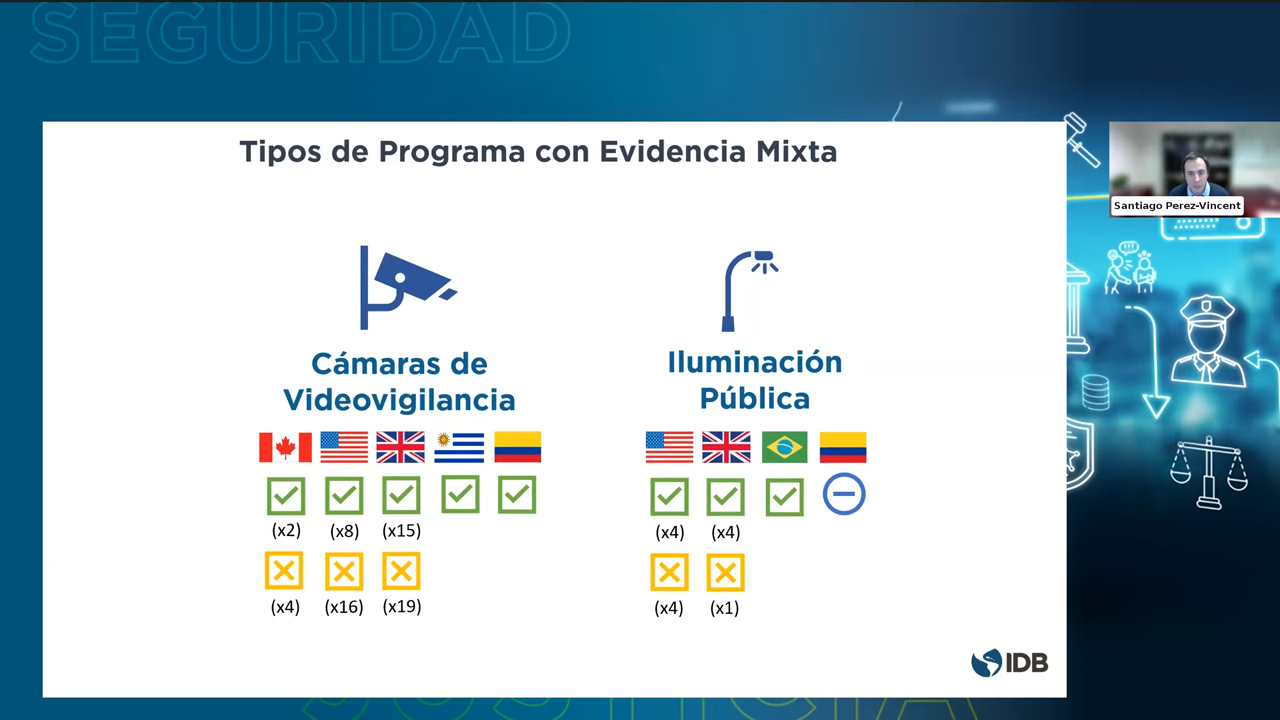 SEGURIDAD
Tipos de Programa con Evidencia Mixta
Santiago Perez-Vincent
Cámaras de
Videovigilancia
Iluminación
Pública
(x2) (x8) (x15)
(x4) (x4)
(x4) (x16) (x19)
(x4) (x1)
IDB
JUSTICIA